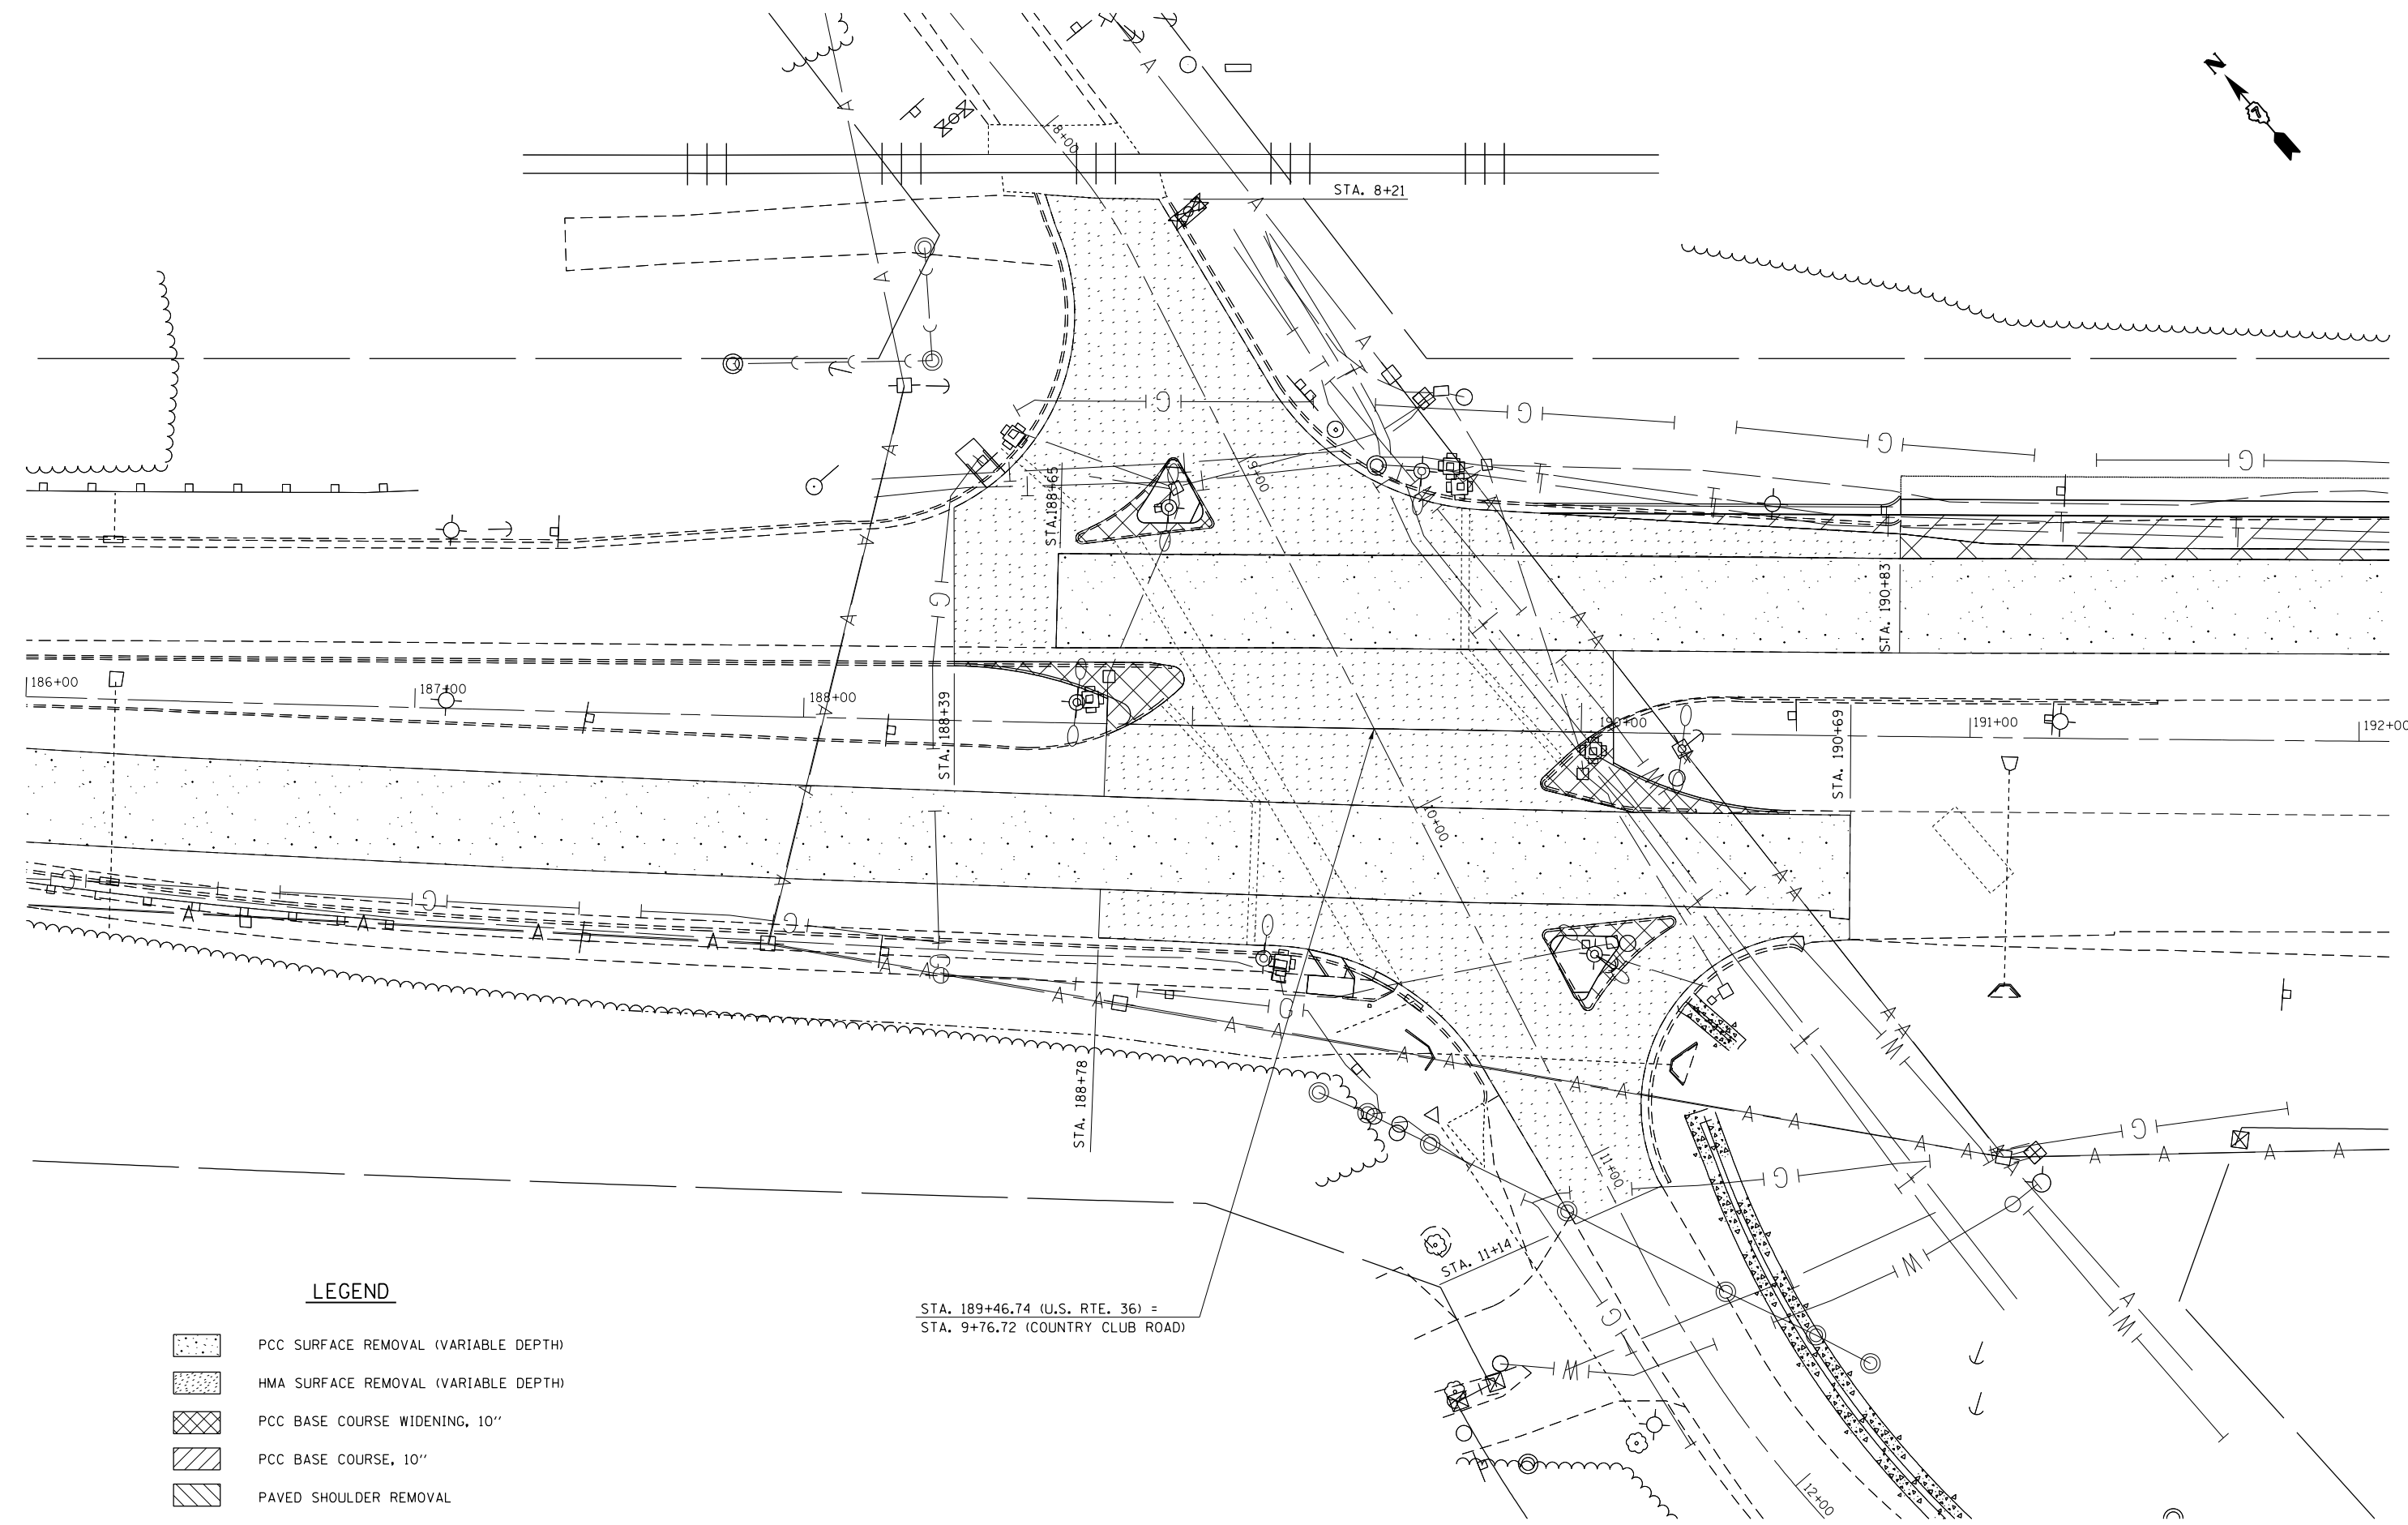 N
7
8+00
STA. 8+21
A
A
A
A
A
A
G
G
G
G
9+00
STA.188+65
A
A
G
A
STA. 190+83
186+00
187+00
188+00
STA. 188+39
190+00
STA. 190+69
191+00
192+00
A
A
W
10+00
G
G
G
A
A
A
A
A
A
G
A
A
A
A
G
A
A
A
A
W
STA. 188+78
A
A
A
A
11+00
G
G
A
A
A
A
STA. 11+14
W
STA. 189+46.74 (U.S. RTE. 36) =
STA. 9+76.72 (COUNTRY CLUB ROAD)
G
A
W
W
12+00
LEGEND
PCC SURFACE REMOVAL (VARIABLE DEPTH)
HMA SURFACE REMOVAL (VARIABLE DEPTH)
PCC BASE COURSE WIDENING, 10''
PCC BASE COURSE, 10''
PAVED SHOULDER REMOVAL